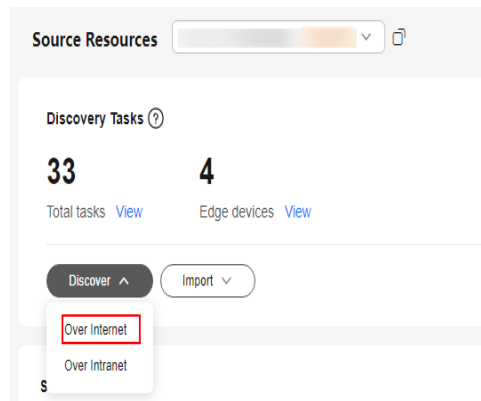 Source Resources
Discovery Tasks ?
33 4
Total tasks View Edge devices View
Discover Import
Over Internet
Over Intranet
S